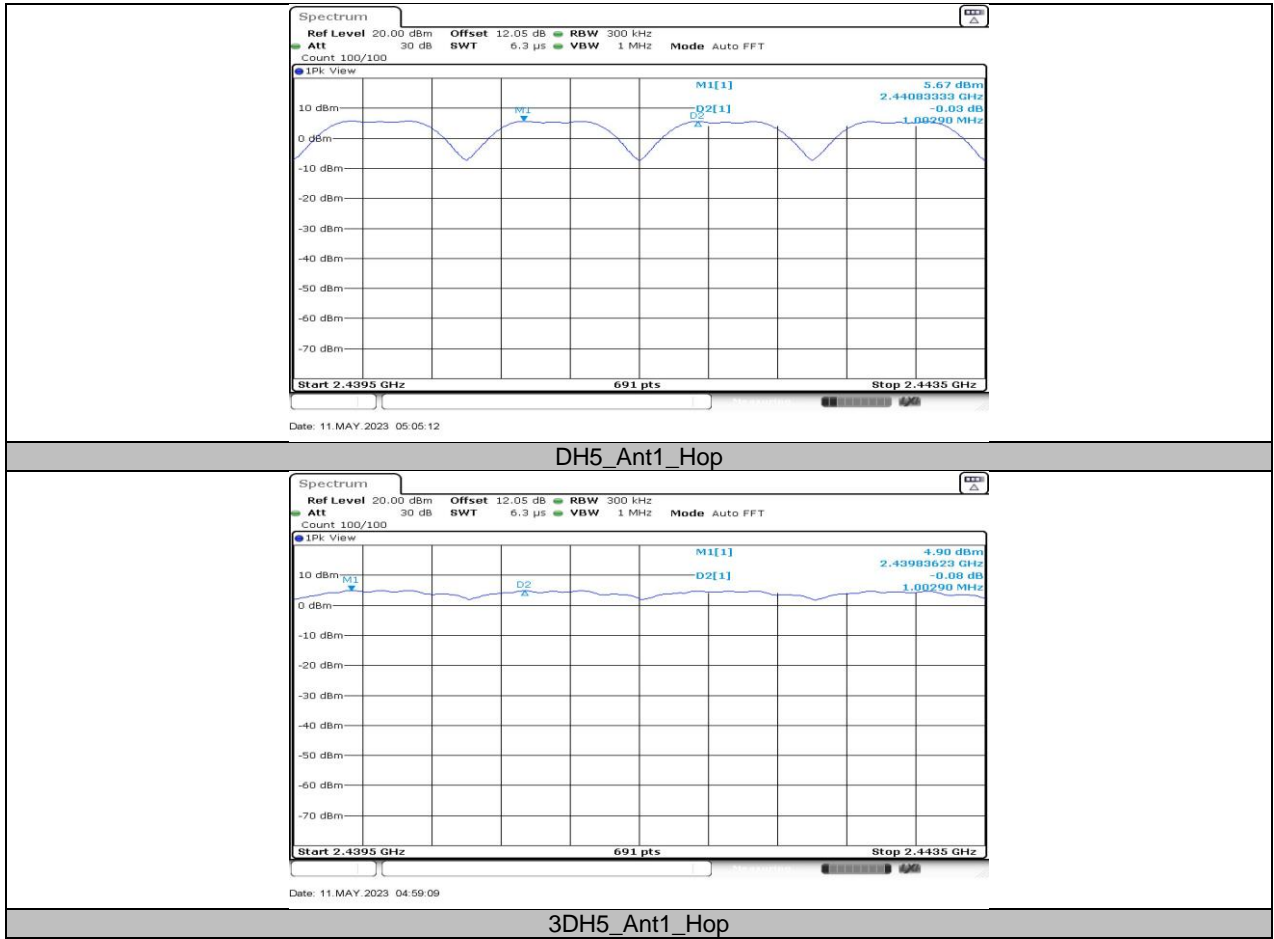 Spectrum
Ref Level 20.00 dBm Offset 12.05 dB RBW 300 kHz
Att 30 dB SWT 6.3 µs VBW 1 MHz Mode Auto FFT
Count 100/100
1Pk View
M1[1] 5.67 dBm
2.44083333 GHz
10 dBm M1 D2[1] -0.03 dB
D2 1.00290 MHz
0 dBm
-10 dBm
-20 dBm
-30 dBm
-40 dBm
-50 dBm
-60 dBm
-70 dBm
Start 2.4395 GHz 691 pts Stop 2.4435 GHz
Date: 11.MAY.2023 05:05:12
DH5_Ant1_Hop
Spectrum
Ref Level 20.00 dBm Offset 12.05 dB RBW 300 kHz
Att 30 dB SWT 6.3 µs VBW 1 MHz Mode Auto FFT
Count 100/100
1Pk View
M1[1] 4.90 dBm
2.43983623 GHz
10 dBm M1 D2[1] -0.08 dB
D2 1.00290 MHz
0 dBm
-10 dBm
-20 dBm
-30 dBm
-40 dBm
-50 dBm
-60 dBm
-70 dBm
Start 2.4395 GHz 691 pts Stop 2.4435 GHz
Date: 11.MAY.2023 04:59:09
3DH5_Ant1_Hop